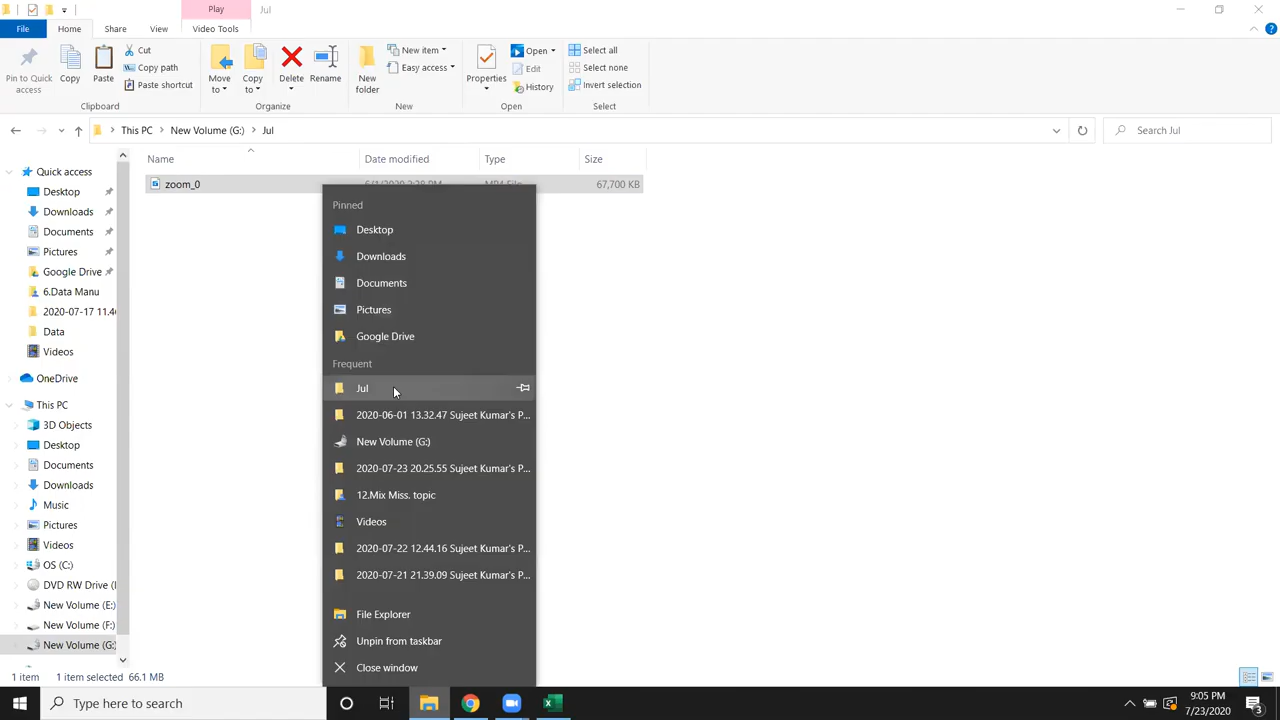 Play
Jul
File
Home
Share
View
Video Tools
Pin to Quick access
Copy
Paste
Cut
Copy path
Paste shortcut
Clipboard
Move to
Copy to
Delete
Rename
Organize
New folder
New item
Easy access
New
Properties
Open
Edit
History
Open
Select all
Select none
Invert selection
Select
This PC
New Volume (G:)
Jul
Search Jul
Name
Date modified
Type
Size
zoom_0
6/1/2020 2:28 PM
MP4 File
67,700 KB
Quick access
Desktop
Downloads
Documents
Pictures
Google Drive
6.Data Manu
2020-07-17 11.4
Data
Videos
OneDrive
This PC
3D Objects
Desktop
Documents
Downloads
Music
Pictures
Videos
OS (C:)
DVD RW Drive (
New Volume (E:)
New Volume (F:)
New Volume (G:
Pinned
Desktop
Downloads
Documents
Pictures
Google Drive
Frequent
Jul
2020-06-01 13.32.47 Sujeet Kumar's P...
New Volume (G:)
2020-07-23 20.25.55 Sujeet Kumar's P...
12.Mix Miss. topic
Videos
2020-07-22 12.44.16 Sujeet Kumar's P...
2020-07-21 21.39.09 Sujeet Kumar's P...
File Explorer
Unpin from taskbar
Close window
1 item
1 item selected 66.1 MB
Type here to search
9:05 PM
7/23/2020
3